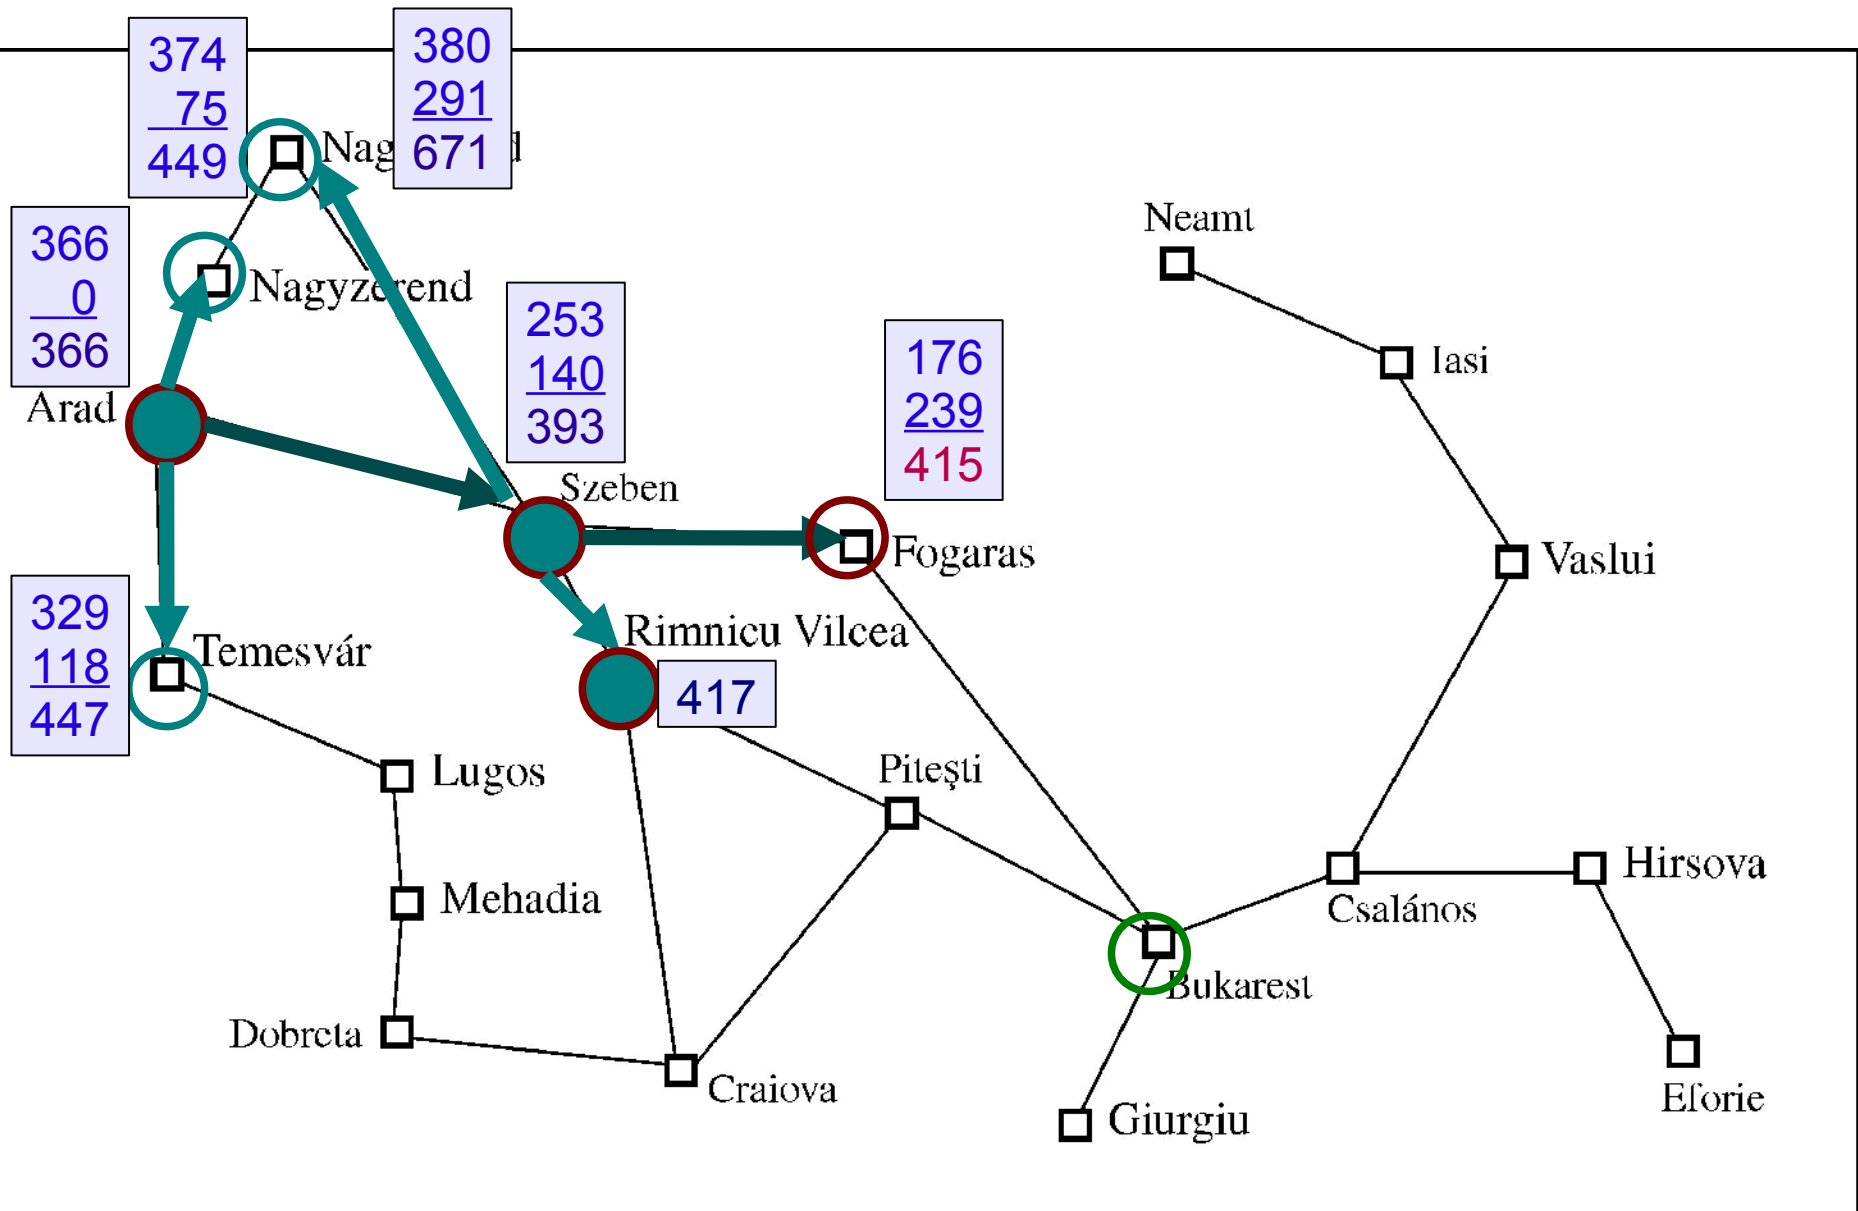 374
75
449
380
291
671
Nag
d
366
0
366
Nagyzerend
Neamt
253
140
393
176
239
415
Iasi
Arad
Szeben
Fogaras
Vaslui
329
118
447
Temesvár
Rimnicu Vilcea
417
Lugos
Piteşti
Mehadia
Hirsova
Csalános
Bukarest
Dobreta
Craiova
Giurgiu
Eforie